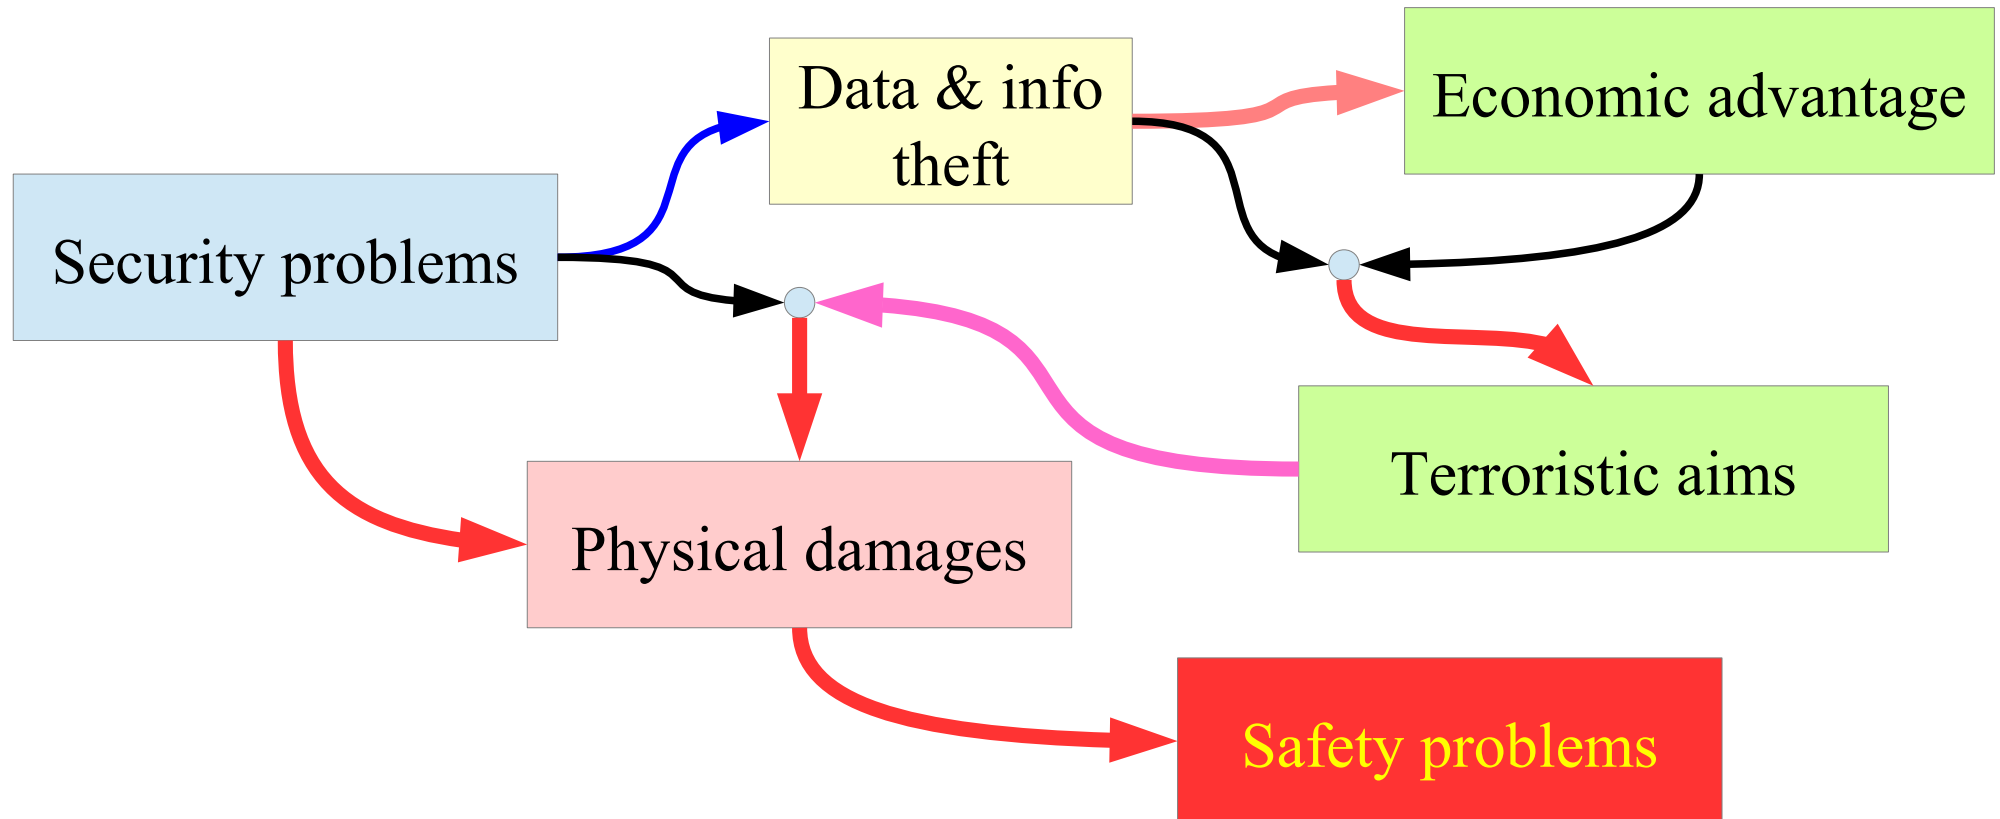 Data & info
theft
Economic advantage
Security problems
Terroristic aims
Physical damages
Safety problems